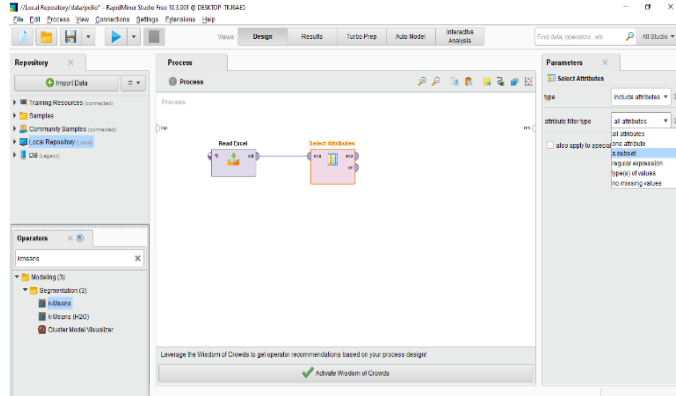 //Local Repository/data/polio* - RapidMiner Studio Free 10.3.001 @ DESKTOP-TKJ6AE5
File Edit Process View Connections Settings Extensions Help
Views: Design Results Turbo Prep Auto Model Interactive Analysis
Find data, operators...etc All Studio
Repository
Import Data
Training Resources (connected)
Samples
Community Samples (connected)
Local Repository (Local)
DB (Legacy)
Process
Process
Process
inp
res
Read Excel
Select Attributes
fil
out
exa
exa
ori
Leverage the Wisdom of Crowds to get operator recommendations based on your process design!
Activate Wisdom of Crowds
Operators
kmeans
Modeling (3)
Segmentation (3)
k-Means
k-Means (H2O)
Cluster Model Visualizer
Parameters
Select Attributes
type
include attributes
attribute filter type
all attributes
all attributes
one attribute
a subset
regular expression
type(s) of values
no missing values
also apply to special